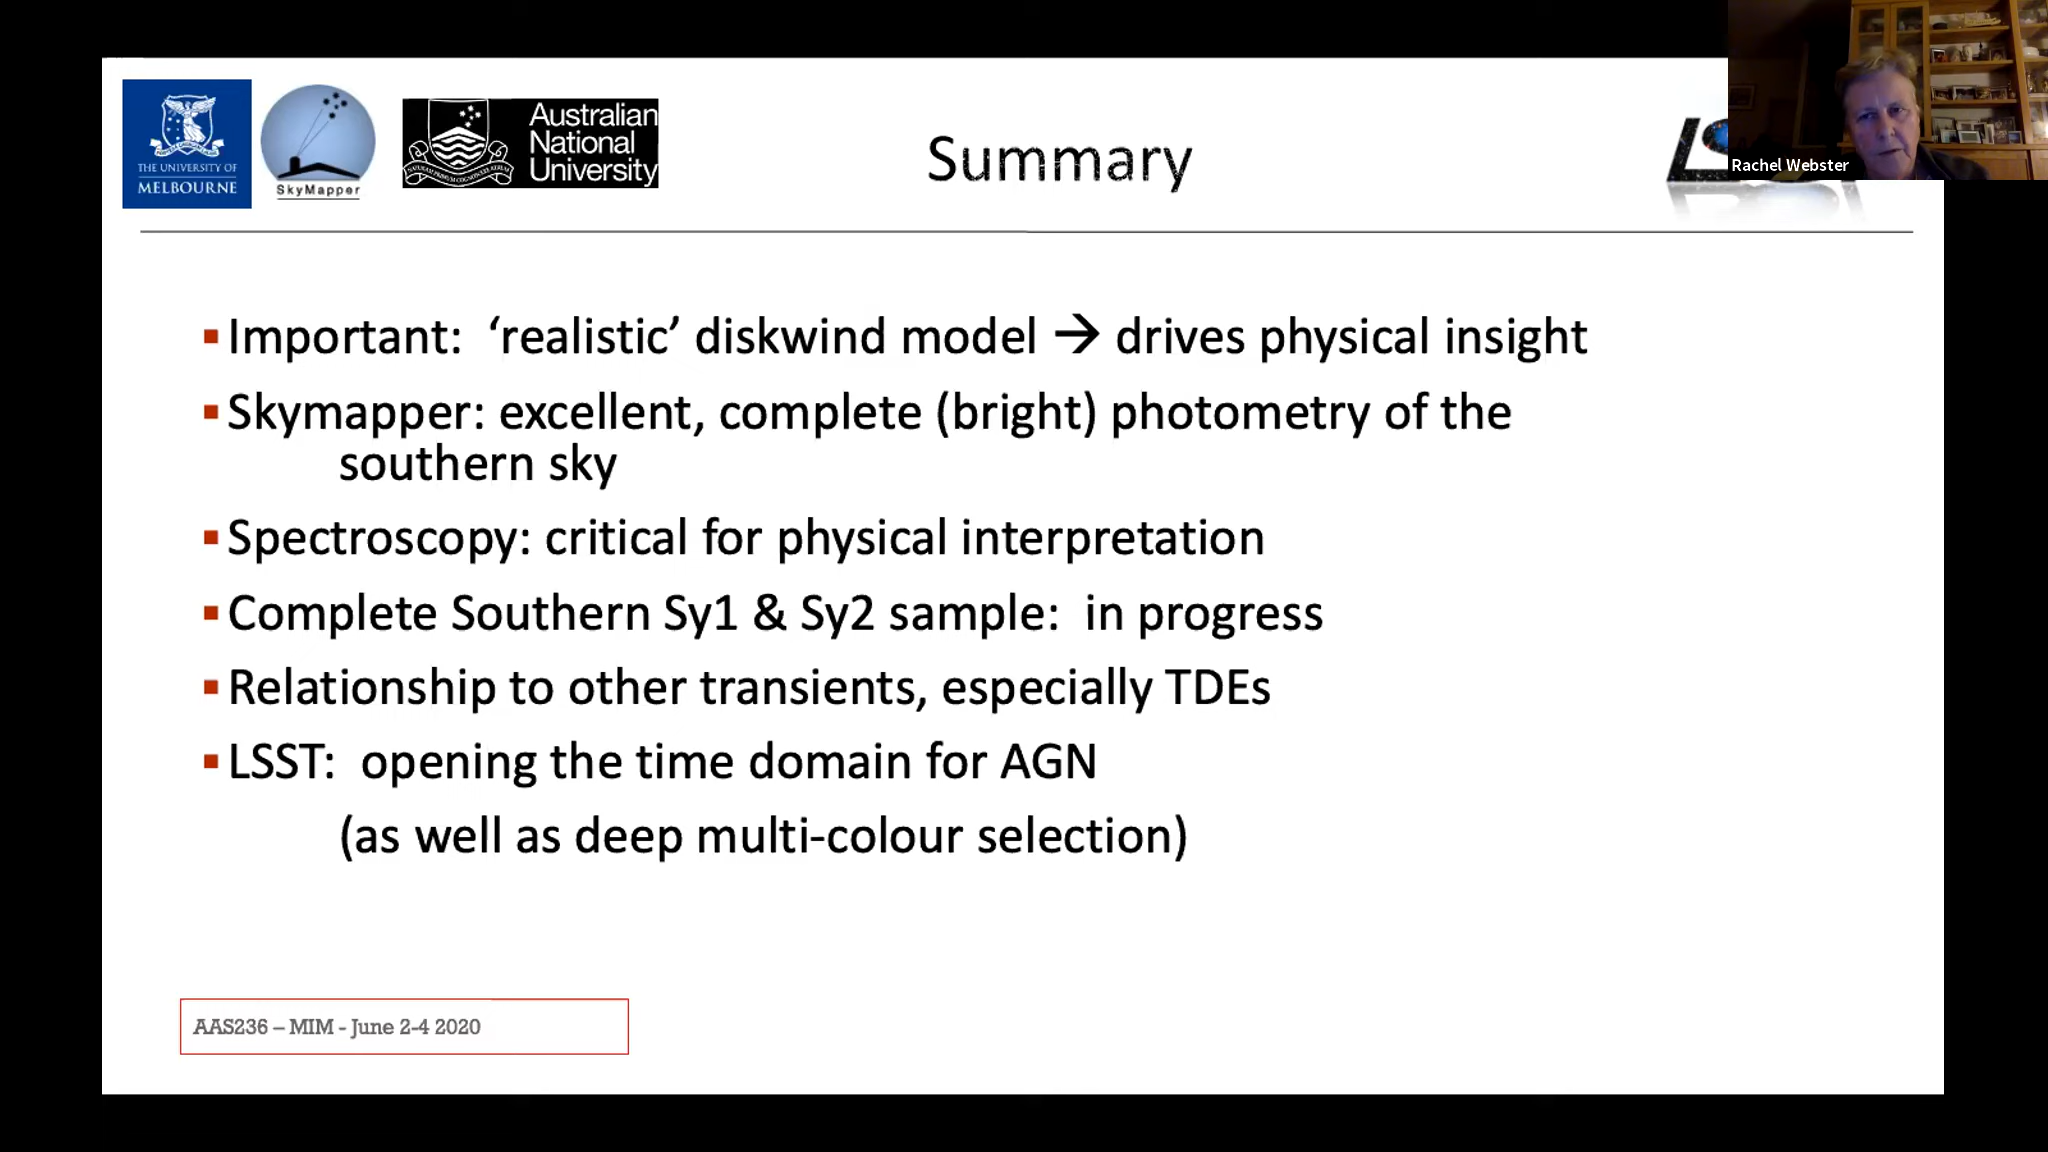 THE UNIVERSITY OF
MELBOURNE
SkyMapper
Australian
National
University
Summary
Rachel Webster
▪Important:  ‘realistic’ diskwind model → drives physical insight
▪Skymapper: excellent, complete (bright) photometry of the
southern sky
▪Spectroscopy: critical for physical interpretation
▪Complete Southern Sy1 & Sy2 sample:  in progress
▪Relationship to other transients, especially TDEs
▪LSST:  opening the time domain for AGN
(as well as deep multi-colour selection)
AAS236 – MIM - June 2-4 2020